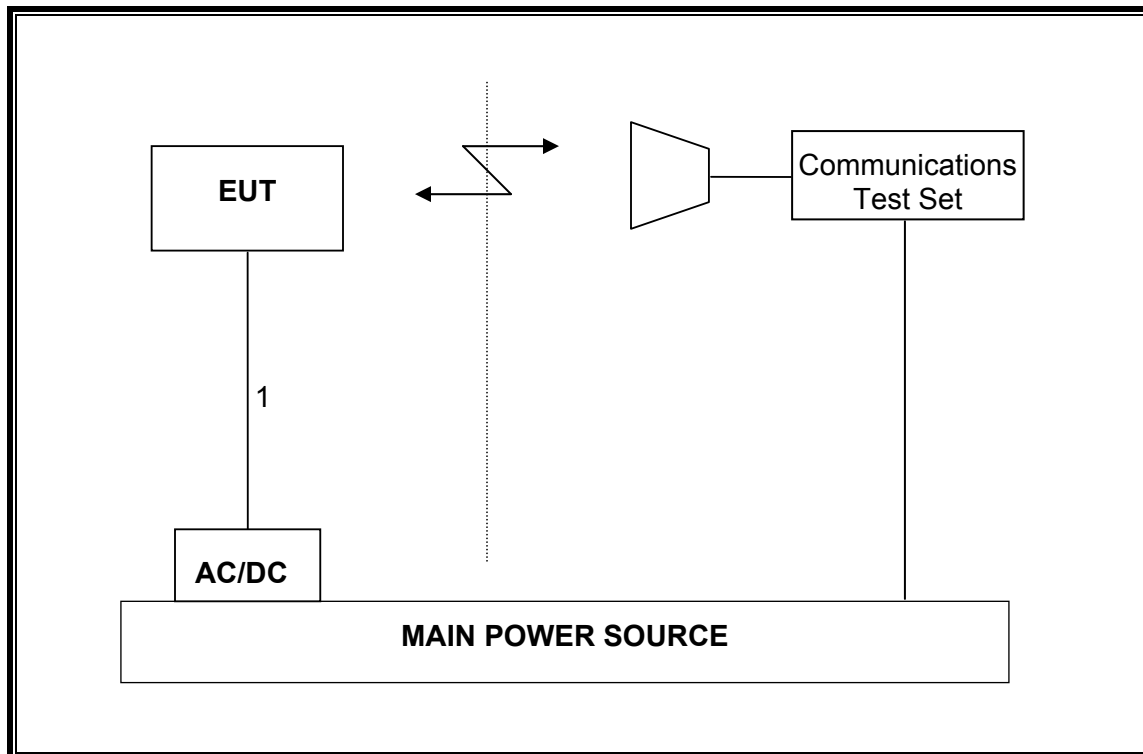 EUT
Communications
Test Set
1
AC/DC
MAIN POWER SOURCE